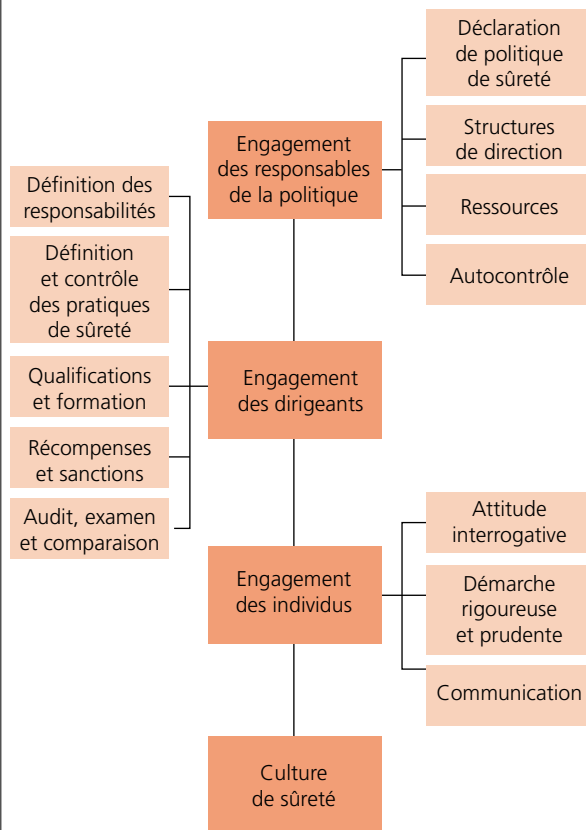 Déclaration
de politique
de sûreté
Engagement
des responsables
de la politique
Structures
de direction
Ressources
Autocontrôle
Définition des
responsabilités
Définition
et contrôle
des pratiques
de sûreté
Qualifications
et formation
Récompenses
et sanctions
Audit, examen
et comparaison
Engagement
des dirigeants
Engagement
des individus
Attitude
interrogative
Démarche
rigoureuse
et prudente
Communication
Culture
de sûreté